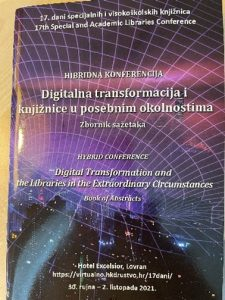 17. dani specijalnih i visokoškolskih knjižnica
17th Special and Academic Libraries Conference
HIBRIDNA KONFERENCIJA
Digitalna transformacija i
knjižnice u posebnim okolnostima
Zbornik sažetaka
HYBRID CONFERENCE
Digital Transformation and
the Libraries in the Extraordinary Circumstances
Book of Abstracts
Hotel Excelsior, Lovran
https://virtualno.hkdrustvo.hr/17dani/
30. rujna – 2. listopada 2021.